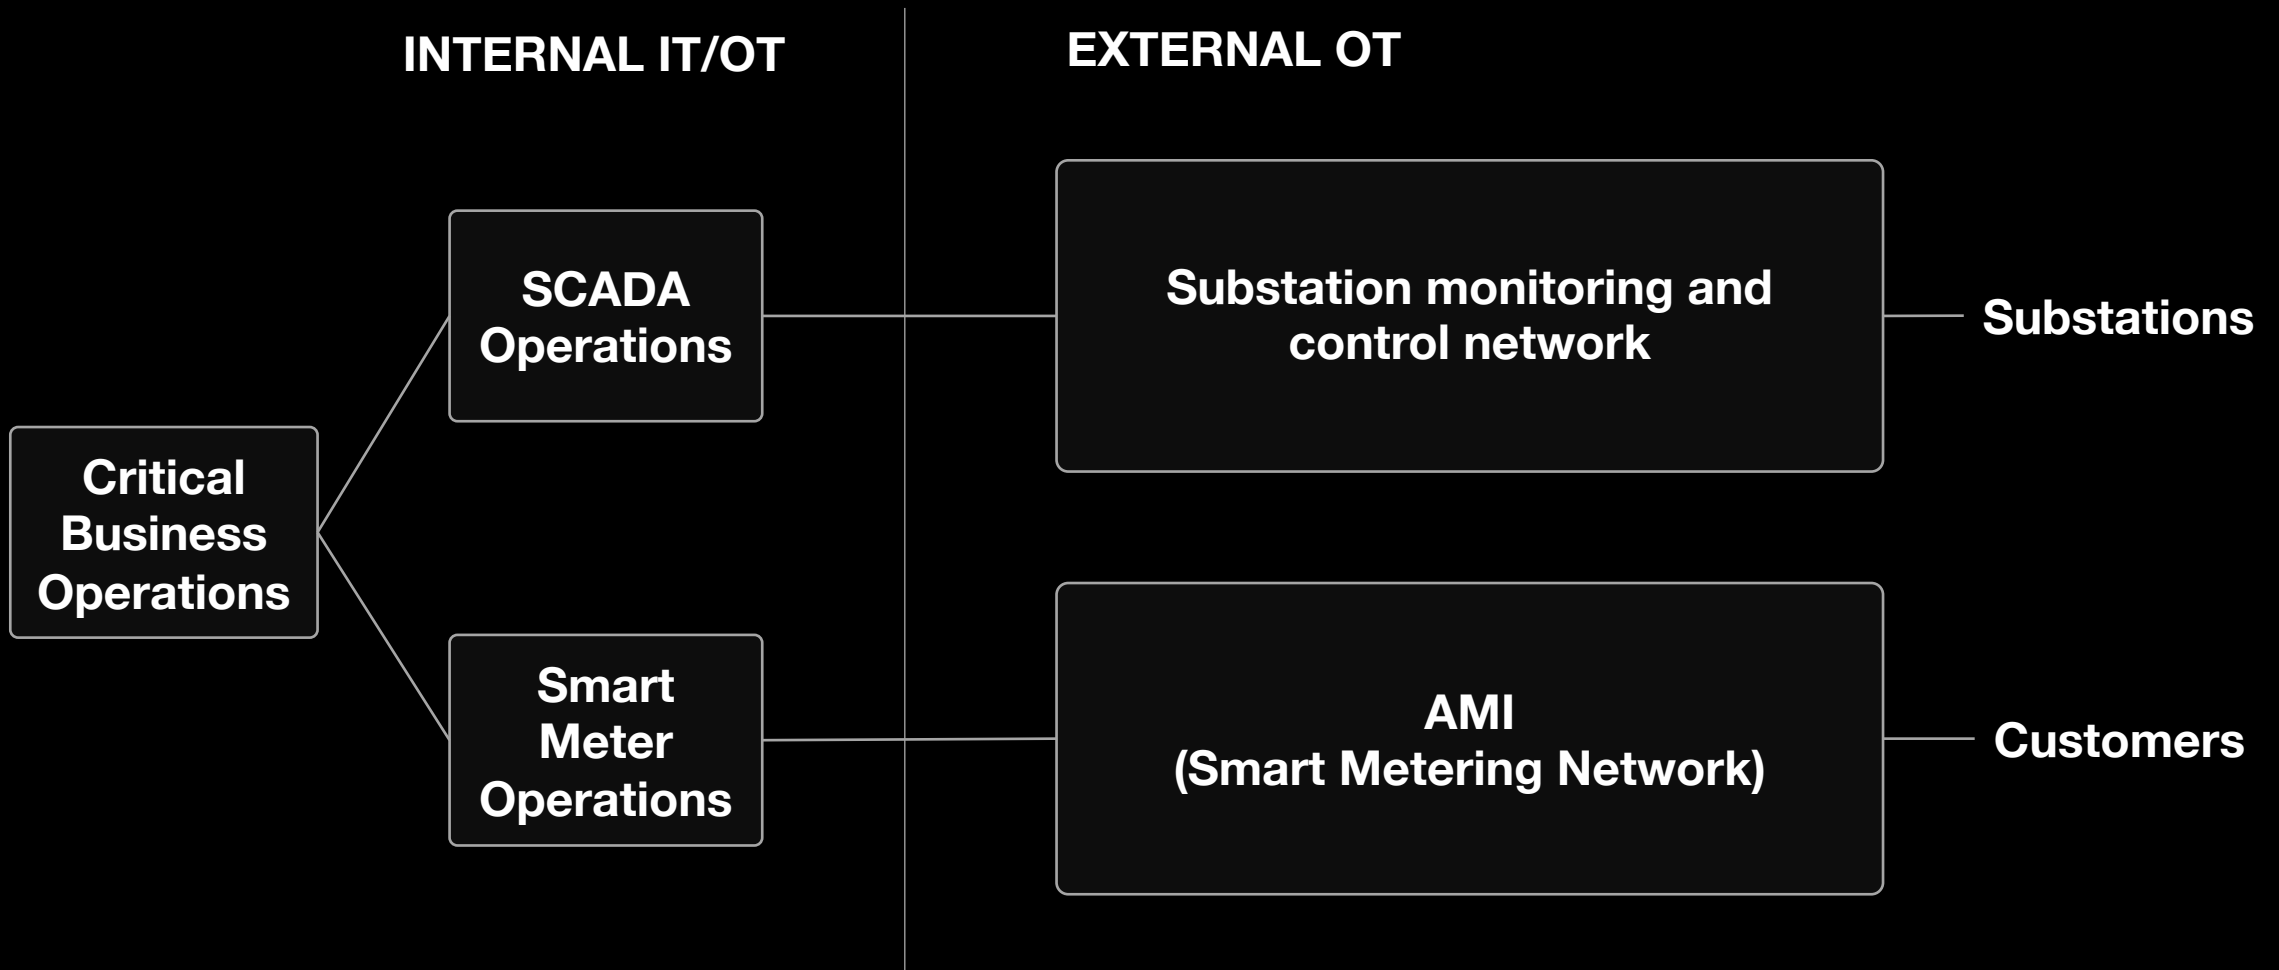 INTERNAL IT/OT
EXTERNAL OT
SCADA
Operations
Substation monitoring and
control network
Substations
Critical
Business
Operations
Smart
Meter
Operations
AMI
(Smart Metering Network)
Customers